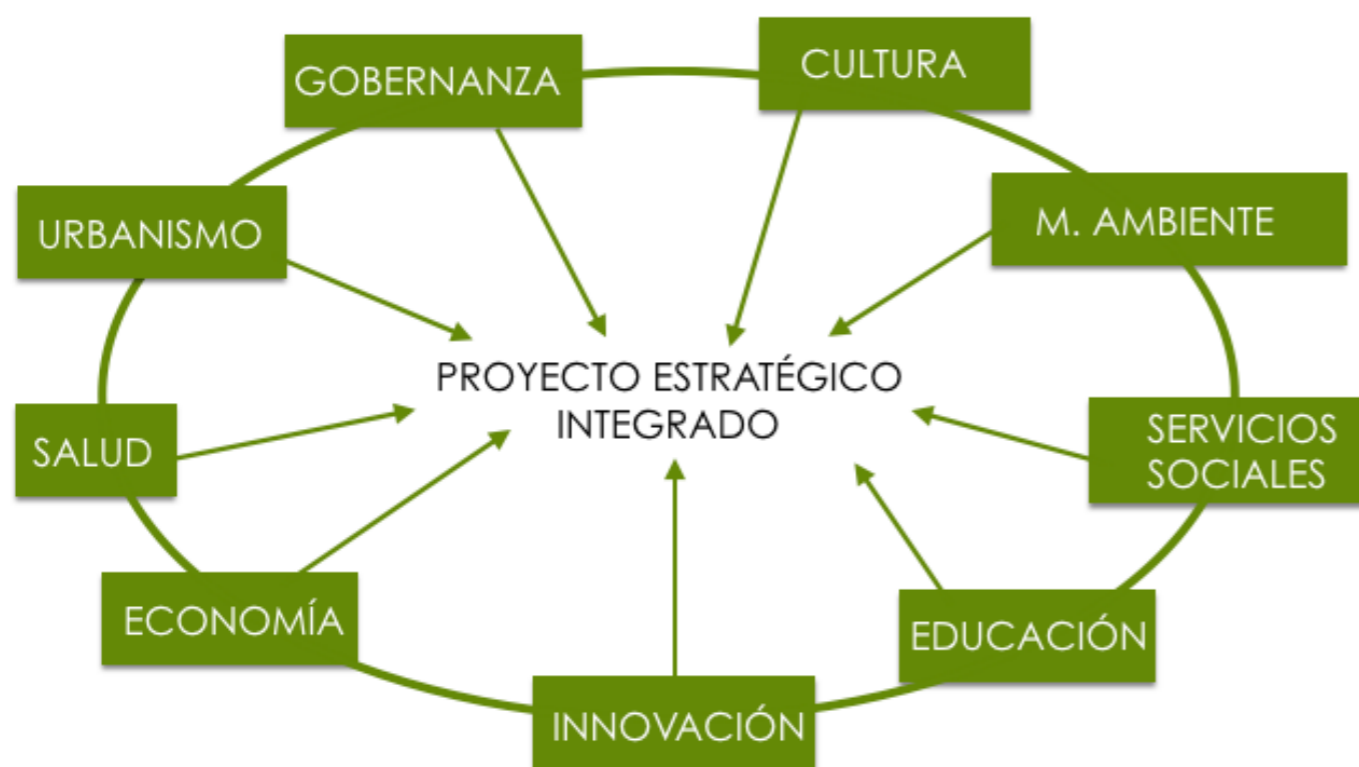 GOBERNANZA
CULTURA
URBANISMO
M. AMBIENTE
PROYECTO ESTRATÉGICO
INTEGRADO
SALUD
SERVICIOS
SOCIALES
ECONOMÍA
EDUCACIÓN
INNOVACIÓN